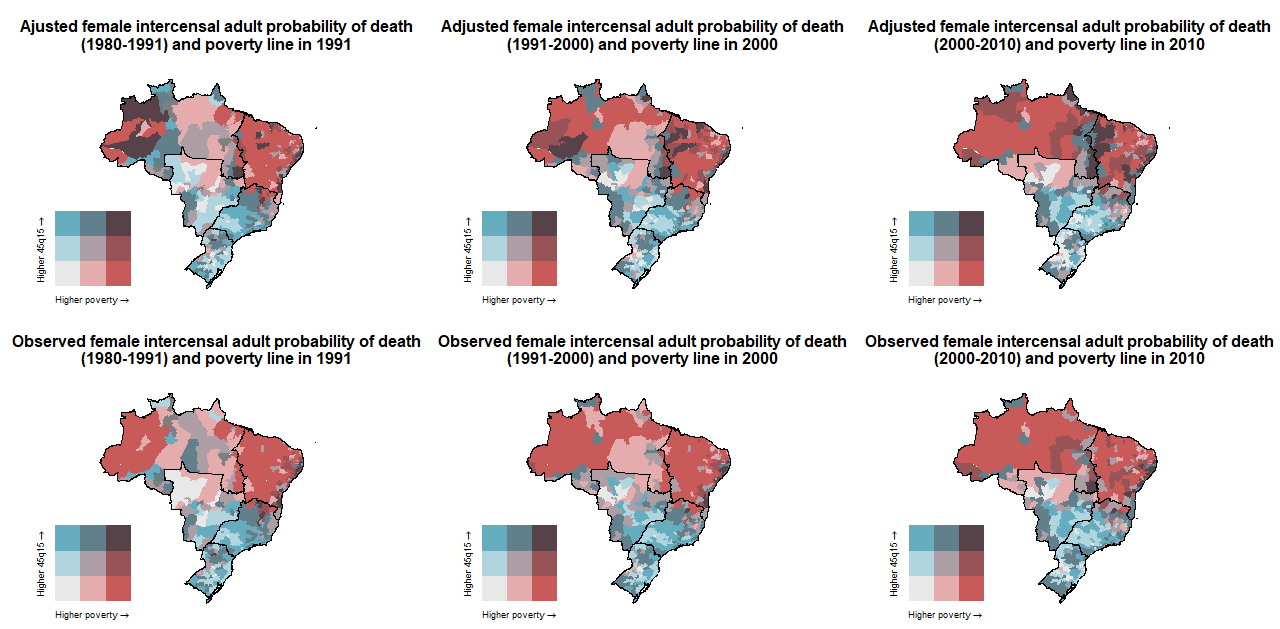 Ajusted female intercensal adult probability of death
(1980-1991) and poverty line in 1991
Adjusted female intercensal adult probability of death
(1991-2000) and poverty line in 2000
Adjusted female intercensal adult probability of death
(2000-2010) and poverty line in 2010
Higher 45q15 →
Higher poverty →
Higher 45q15 →
Higher poverty →
Higher 45q15 →
Higher poverty →
Observed female intercensal adult probability of death
(1980-1991) and poverty line in 1991
Observed female intercensal adult probability of death
(1991-2000) and poverty line in 2000
Observed female intercensal adult probability of death
(2000-2010) and poverty line in 2010
Higher 45q15 →
Higher poverty →
Higher 45q15 →
Higher poverty →
Higher 45q15 →
Higher poverty →